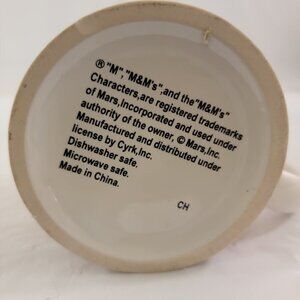 ® "M", "M&M's", and the "M&M's"
Characters, are registered trademarks
of Mars, Incorporated and used under
authority of the owner, © Mars, Inc.
Manufactured and distributed under
license by Cyrk, Inc.
Dishwasher safe.
Microwave safe.
Made in China.
CH